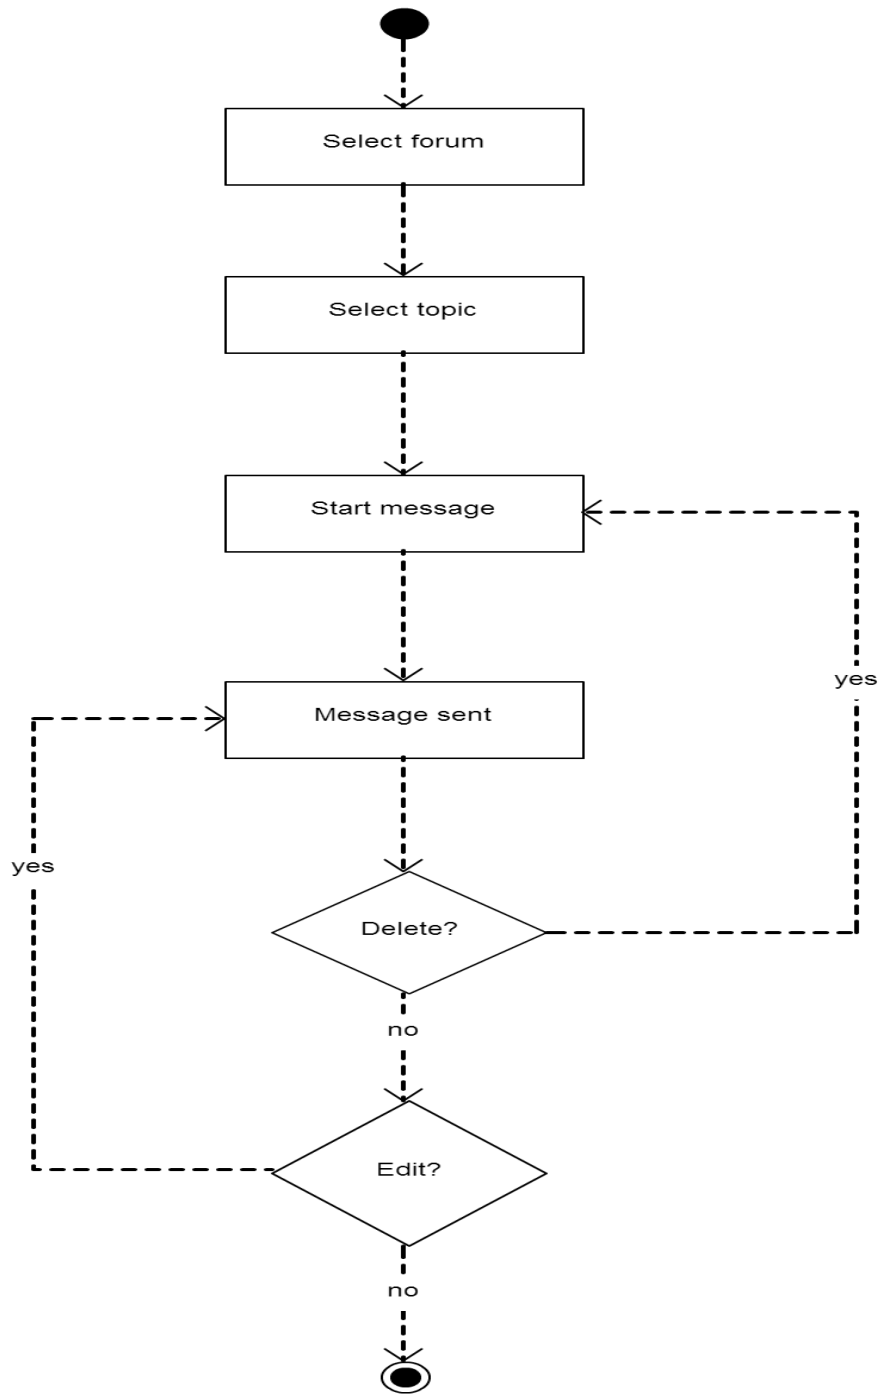 Select forum
Select topic
Start message
yes
Message sent
yes
Delete?
no
Edit?
no